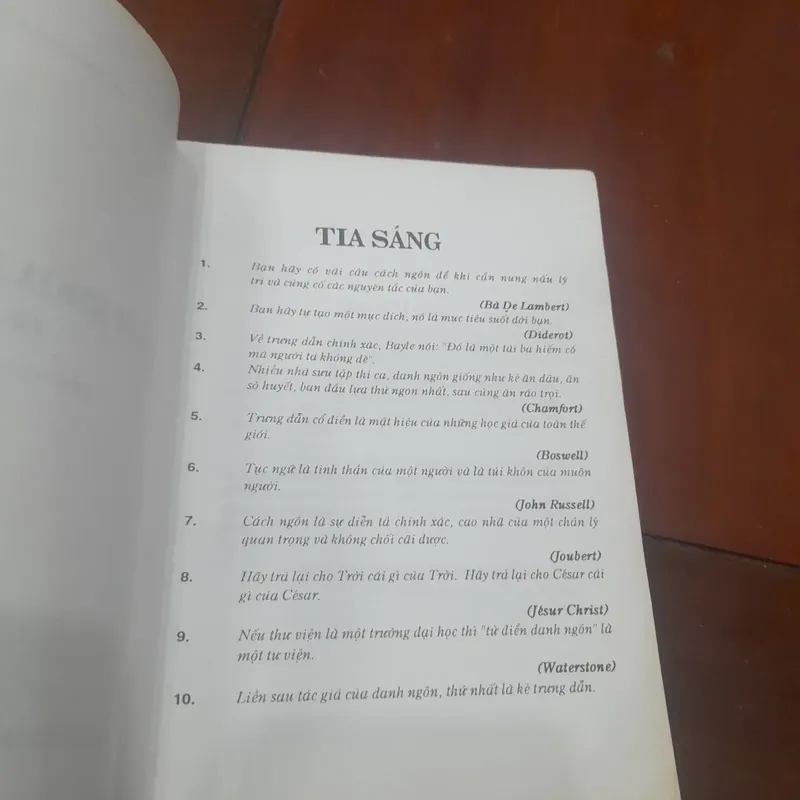 TIA SÁNG
1. Bạn hãy có vài câu cách ngôn để khi cần nung nấu lý
trí và củng cố các nguyên tắc của bạn.
(Bà De Lambert)
2. Bạn hãy tự tạo một mục đích, nó là mục tiêu suốt đời bạn.
(Diderot)
3. Về trưng dẫn chính xác, Bayle nói: "Đó là một tài ba hiếm có
mà người ta không dè".
4. Nhiều nhà sưu tập thi ca, danh ngôn giống như kẻ ăn dâu, ăn
sò huyết, ban đầu lựa thứ ngon nhất, sau cùng ăn ráo trọi.
(Chamfort)
5. Trưng dẫn cổ điển là mật hiệu của những học giả của toàn thế
giới.
(Boswell)
6. Tục ngữ là tinh thần của một người và là túi khôn của muôn
người.
(John Russell)
7. Cách ngôn là sự diễn tả chính xác, cao nhã của một chân lý
quan trọng và không chối cãi được.
(Joubert)
8. Hãy trả lại cho Trời cái gì của Trời. Hãy trả lại cho César cái
gì của César.
(Jêsur Christ)
9. Nếu thư viện là một trường đại học thì "từ điển danh ngôn" là
một tư viện.
(Waterstone)
10. Liền sau tác giả của danh ngôn, thứ nhất là kẻ trưng dẫn.